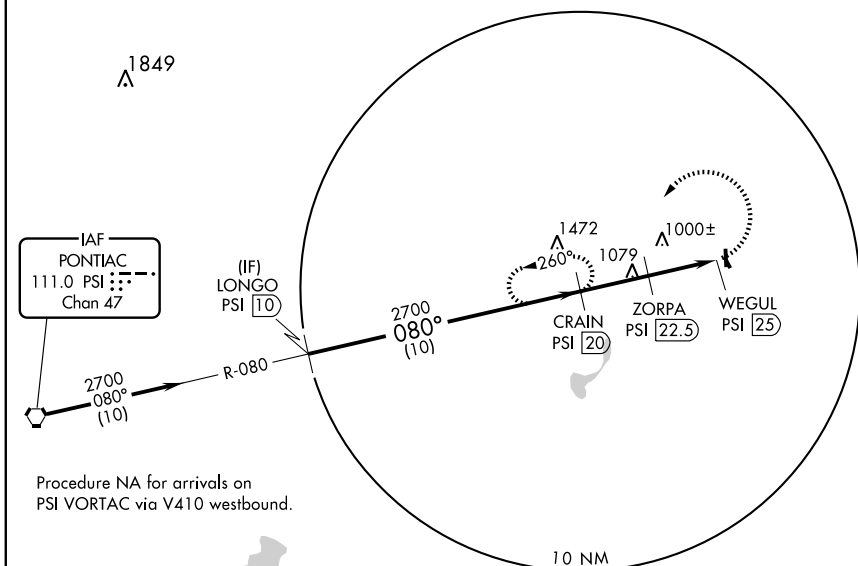 1849
IAF
PONTIAC
111.0 PSI
Chan 47
(IF)
LONGO
PSI 10
1472
260°
1079
1000±
2700
080°
(10)
CRAIN
PSI 20
ZORPA
PSI 22.5
WEGUL
PSI 25
2700
080°
(10)
R-080
Procedure NA for arrivals on
PSI VORTAC via V410 westbound.
10 NM